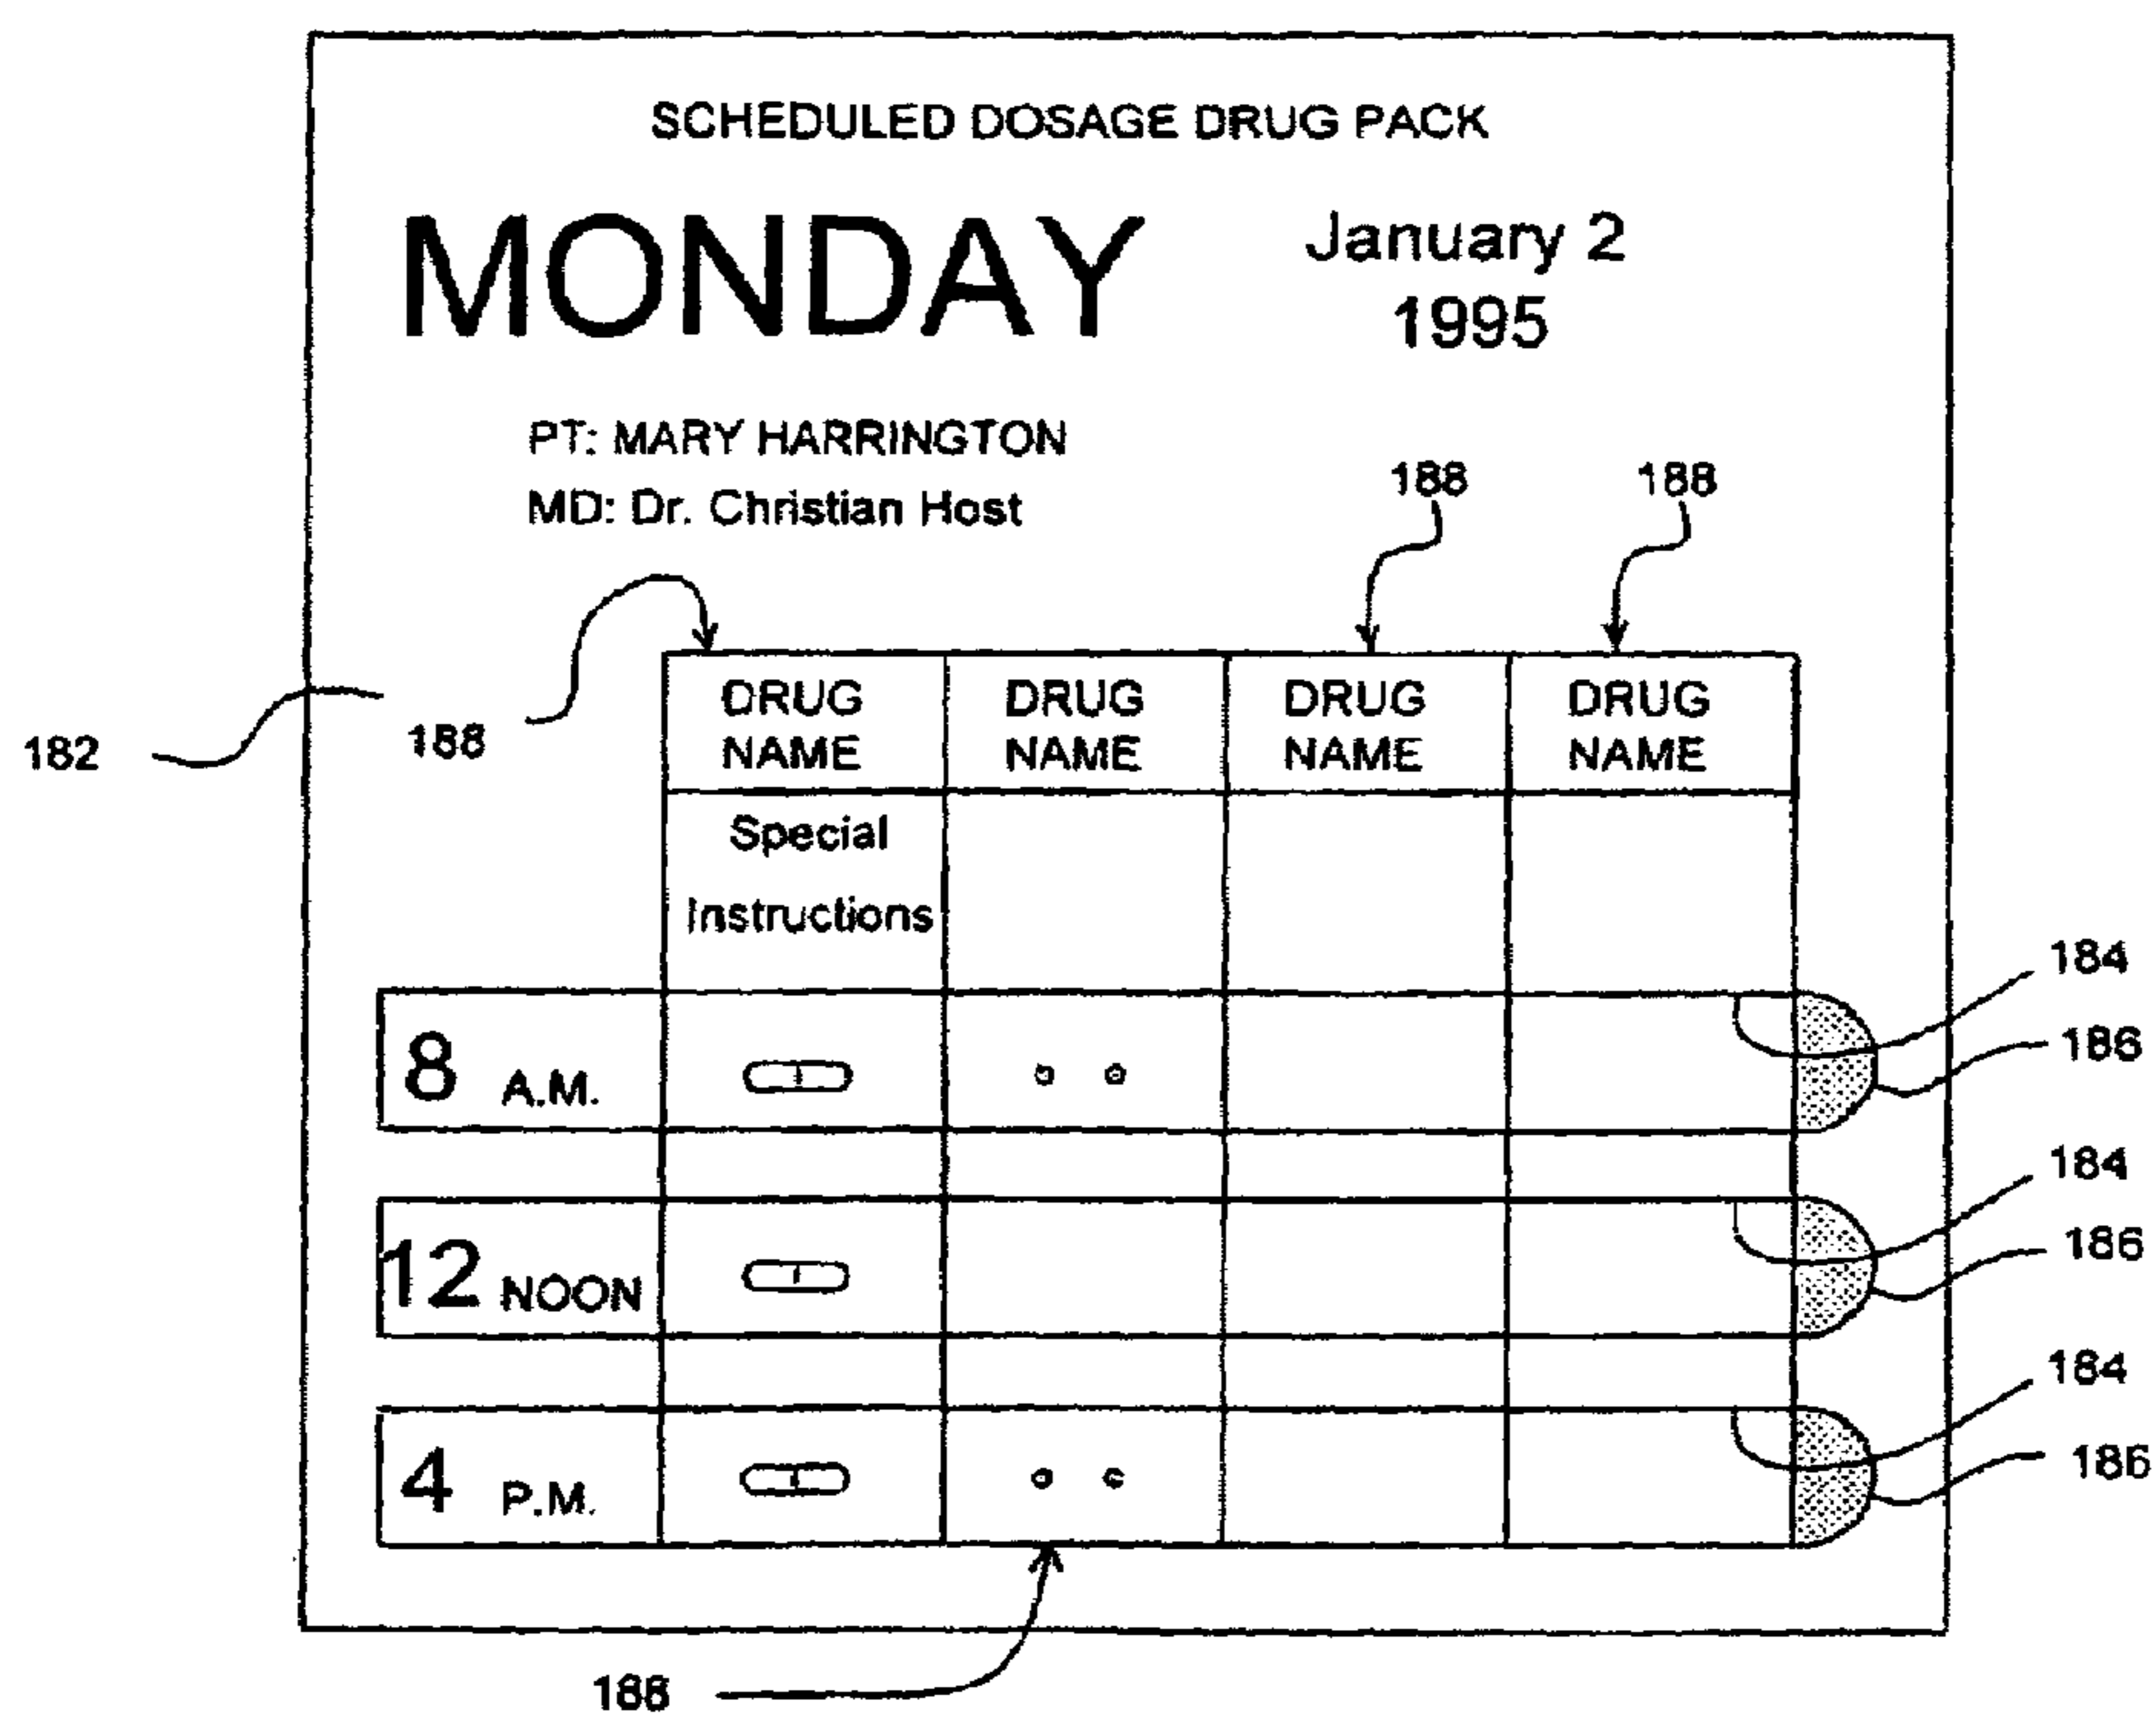 SCHEDULED DOSAGE DRUG PACK
MONDAY
January 2
1995
PT: MARY HARRINGTON
MD: Dr. Christian Host
188
188
182
188
DRUG NAME
DRUG NAME
DRUG NAME
DRUG NAME
Special
Instructions
184
8 A.M.
186
184
12 NOON
186
184
4 P.M.
186
188